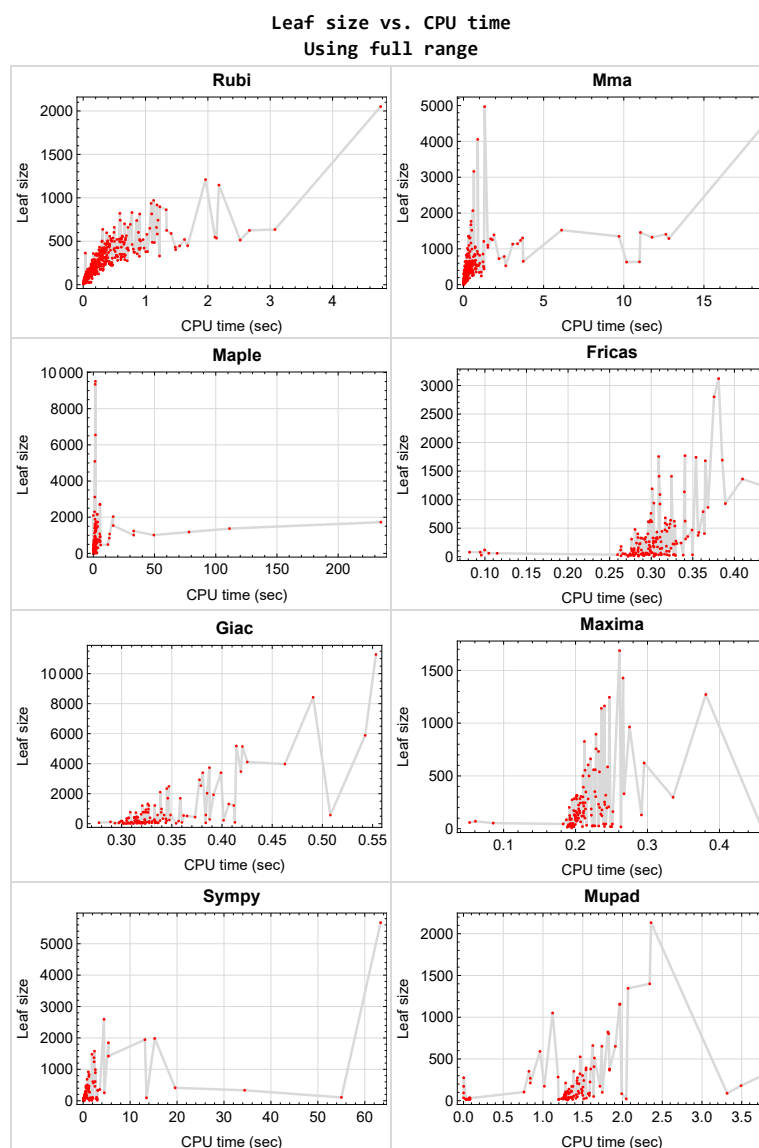 Leaf size vs. CPU time
Using full range
Rubi
Leaf size
2000
1500
1000
500
0
0 1 2 3 4
CPU time (sec)
Mma
Leaf size
5000
4000
3000
2000
1000
0
0 5 10 15
CPU time (sec)
Maple
Leaf size
10 000
8000
6000
4000
2000
0
0 50 100 150 200
CPU time (sec)
Fricas
Leaf size
3000
2500
2000
1500
1000
500
0
0.10 0.15 0.20 0.25 0.30 0.35 0.40
CPU time (sec)
Giac
Leaf size
10 000
8000
6000
4000
2000
0
0.30 0.35 0.40 0.45 0.50 0.55
CPU time (sec)
Maxima
Leaf size
1500
1000
500
0
0.1 0.2 0.3 0.4
CPU time (sec)
Sympy
Leaf size
5000
4000
3000
2000
1000
0
0 10 20 30 40 50 60
CPU time (sec)
Mupad
Leaf size
2000
1500
1000
500
0
0.0 0.5 1.0 1.5 2.0 2.5 3.0 3.5
CPU time (sec)